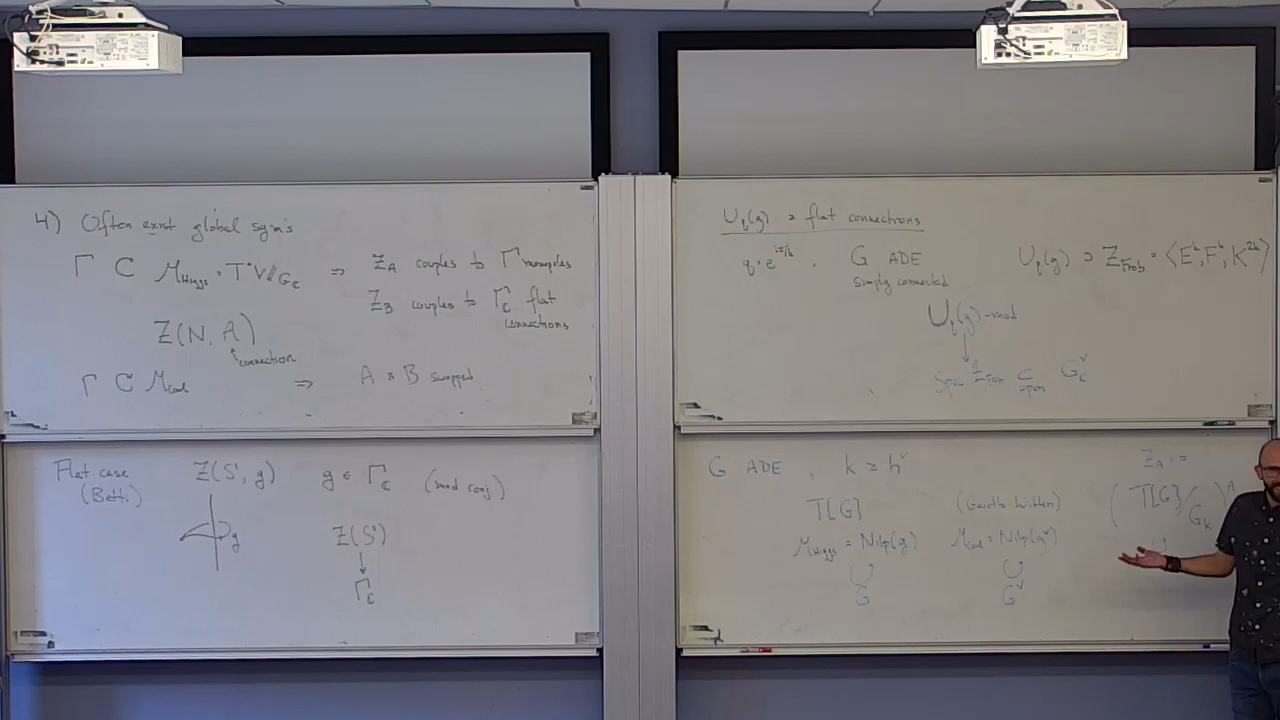 4) Often exist global sym's
Γ C M_Higgs = T*V///G_C ⇒ Z_A couples to Γ
Z_B couples to Γ_C flat connections
Z(N, A)
connection
Γ C M_Coul ⇒ A & B swapped
Flat case
(Betti)
Z(S¹, g) g ∈ Γ_C (mod conj.)
g
Z(S¹)
↓
Γ_C
U_q(g) & flat connections
q = e^{iπ/k}, G ADE
simply connected
U_q(g) ⊃ Z_Frob = ⟨E^k, F^k, K^{2k}⟩
U_q(g)-mod
↓
Spec Z_Frob ⊂ G_C^∨
open
G ADE, k ≥ h^∨
T[G] (Gaiotto-Witten)
M_Higgs = Nilp(g) M_Coul = Nilp(g^∨)
G G^∨
Z_A :=
(T[G]/G_k)^A